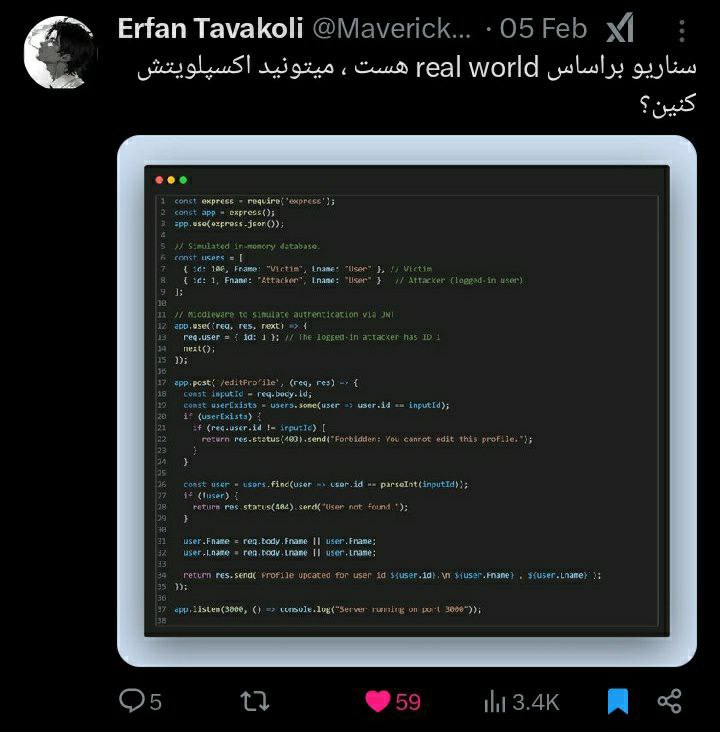 Erfan Tavakoli @Maverick... · 05 Feb
سناریو براساس real world هست ، میتونید اکسپلویتش
کنین؟
1 const express = require('express');
2 const app = express();
3 app.use(express.json());
4
5 // Simulated in-memory database.
6 const users = [
7 { id: 100, Fname: "Victim", Lname: "User" }, // Victim
8 { id: 1, Fname: "Attacker", Lname: "User" } // Attacker (logged-in user)
9 ];
10
11 // Middleware to simulate authentication via JWT
12 app.use((req, res, next) => {
13 req.user = { id: 1 }; // The logged-in attacker has ID 1
14 next();
15 });
16
17 app.post('/editProfile', (req, res) => {
18 const inputId = req.body.id;
19 const userExists = users.some(user => user.id == inputId);
20 if (userExists) {
21 if (req.user.id != inputId) {
22 return res.status(403).send("Forbidden: You cannot edit this profile.");
23 }
24 }
25
26 const user = users.find(user => user.id == parseInt(inputId));
27 if (!user) {
28 return res.status(404).send("User not found.");
29 }
30
31 user.Fname = req.body.Fname || user.Fname;
32 user.Lname = req.body.Lname || user.Lname;
33
34 return res.send(`Profile updated for user id ${user.id}.\n ${user.Fname} , ${user.Lname}`);
35 });
36
37 app.listen(3000, () => console.log("Server running on port 3000"));
38
5 59 3.4K